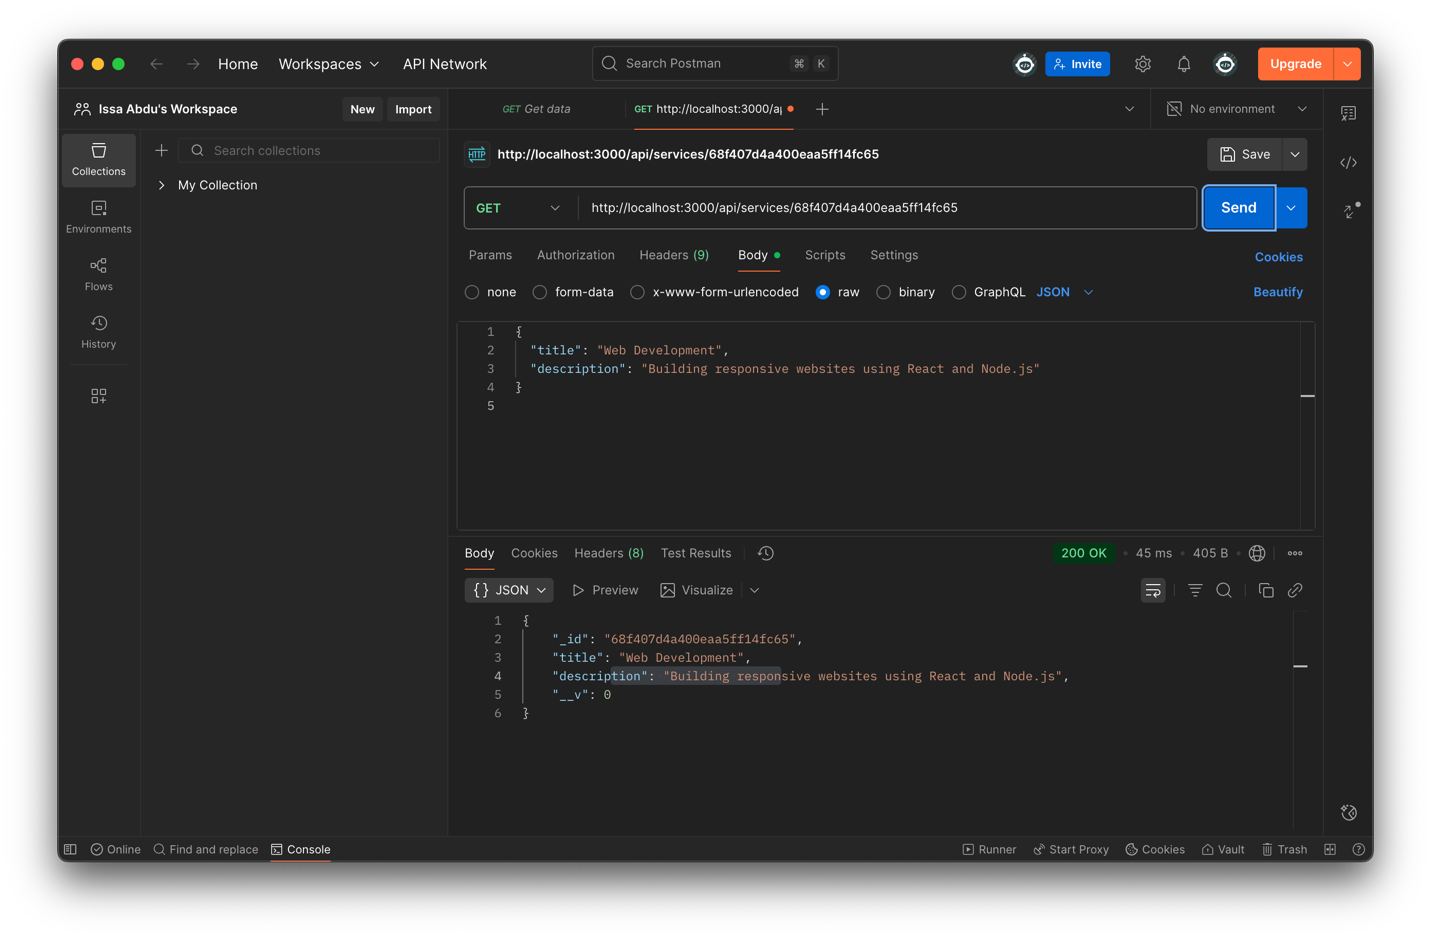 Home
Workspaces
API Network
Search Postman
⌘ K
Invite
Upgrade
Issa Abdu's Workspace
New
Import
GET Get data
GET http://localhost:3000/a
No environment
Collections
Environments
Flows
History
Search collections
My Collection
HTTP
http://localhost:3000/api/services/68f407d4a400eaa5ff14fc65
Save
GET
http://localhost:3000/api/services/68f407d4a400eaa5ff14fc65
Send
Params
Authorization
Headers (9)
Body
Scripts
Settings
Cookies
none
form-data
x-www-form-urlencoded
raw
binary
GraphQL
JSON
Beautify
1 {
2 "title": "Web Development",
3 "description": "Building responsive websites using React and Node.js"
4 }
5
Body
Cookies
Headers (8)
Test Results
200 OK
45 ms
405 B
{} JSON
Preview
Visualize
1 {
2 "_id": "68f407d4a400eaa5ff14fc65",
3 "title": "Web Development",
4 "description": "Building responsive websites using React and Node.js",
5 "__v": 0
6 }
Online
Find and replace
Console
Runner
Start Proxy
Cookies
Vault
Trash